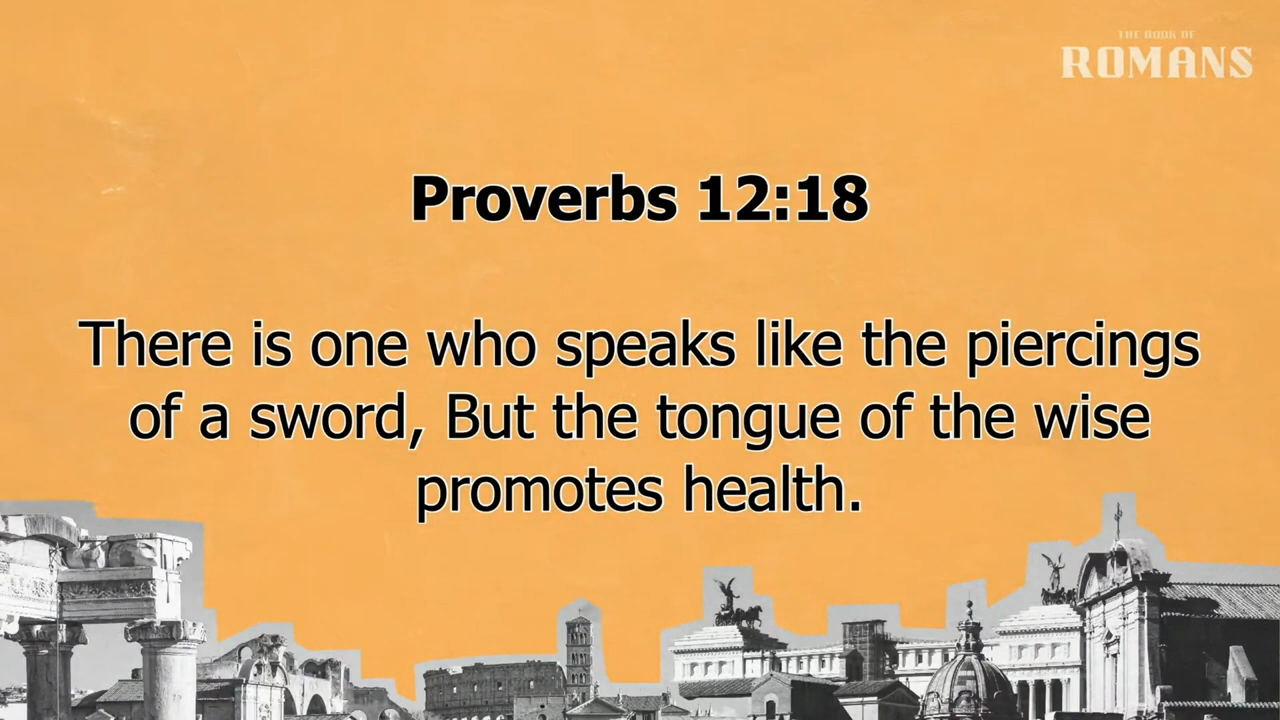 THE BOOK OF
ROMANS
Proverbs 12:18
There is one who speaks like the piercings
of a sword, But the tongue of the wise
promotes health.